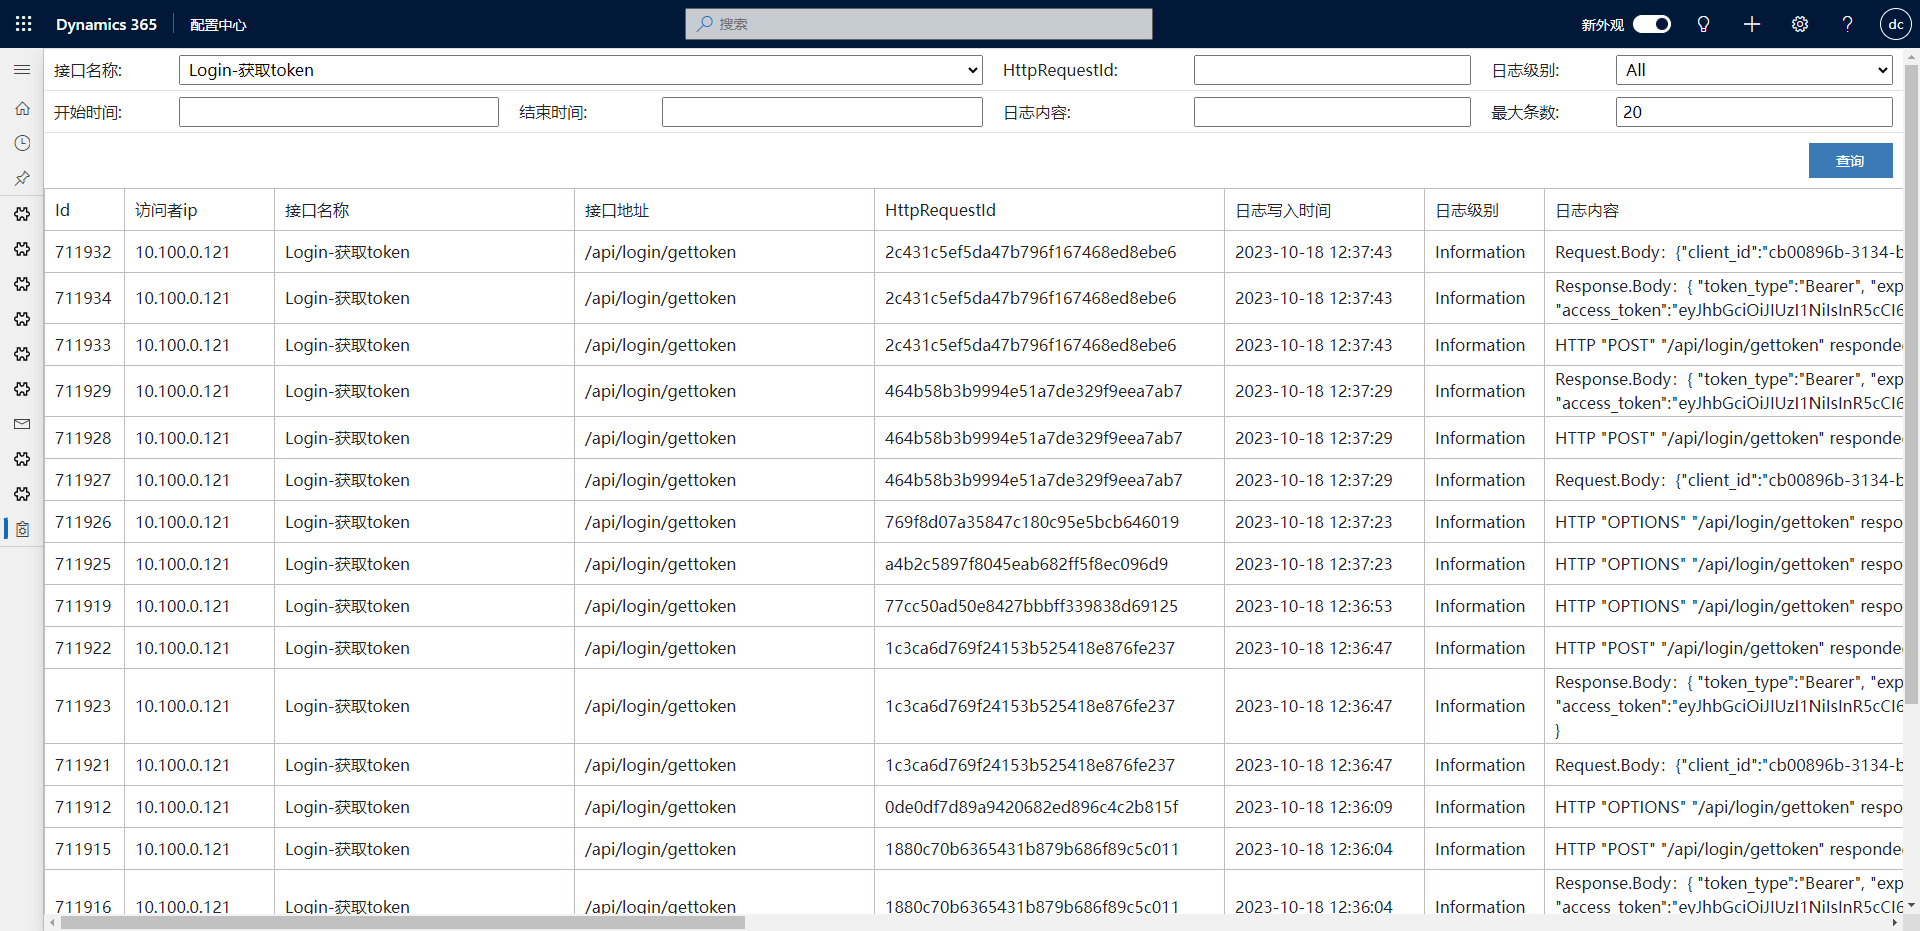 Dynamics 365 配置中心 搜索 新外观 dc
接口名称: Login-获取token HttpRequestId: 日志级别: All
开始时间: 结束时间: 日志内容: 最大条数: 20
查询
Id 访问者ip 接口名称 接口地址 HttpRequestId 日志写入时间 日志级别 日志内容
711932 10.100.0.121 Login-获取token /api/login/gettoken 2c431c5ef5da47b796f167468ed8ebe6 2023-10-18 12:37:43 Information Request.Body：{"client_id":"cb00896b-3134-b
711934 10.100.0.121 Login-获取token /api/login/gettoken 2c431c5ef5da47b796f167468ed8ebe6 2023-10-18 12:37:43 Information Response.Body：{ "token_type":"Bearer", "exp
"access_token":"eyJhbGciOiJIUzI1NiIsInR5cCI6
711933 10.100.0.121 Login-获取token /api/login/gettoken 2c431c5ef5da47b796f167468ed8ebe6 2023-10-18 12:37:43 Information HTTP "POST" "/api/login/gettoken" responde
711929 10.100.0.121 Login-获取token /api/login/gettoken 464b58b3b9994e51a7de329f9eea7ab7 2023-10-18 12:37:29 Information Response.Body：{ "token_type":"Bearer", "exp
"access_token":"eyJhbGciOiJIUzI1NiIsInR5cCI6
711928 10.100.0.121 Login-获取token /api/login/gettoken 464b58b3b9994e51a7de329f9eea7ab7 2023-10-18 12:37:29 Information HTTP "POST" "/api/login/gettoken" responde
711927 10.100.0.121 Login-获取token /api/login/gettoken 464b58b3b9994e51a7de329f9eea7ab7 2023-10-18 12:37:29 Information Request.Body：{"client_id":"cb00896b-3134-b
711926 10.100.0.121 Login-获取token /api/login/gettoken 769f8d07a35847c180c95e5bcb646019 2023-10-18 12:37:23 Information HTTP "OPTIONS" "/api/login/gettoken" respo
711925 10.100.0.121 Login-获取token /api/login/gettoken a4b2c5897f8045eab682ff5f8ec096d9 2023-10-18 12:37:23 Information HTTP "OPTIONS" "/api/login/gettoken" respo
711919 10.100.0.121 Login-获取token /api/login/gettoken 77cc50ad50e8427bbbff339838d69125 2023-10-18 12:36:53 Information HTTP "OPTIONS" "/api/login/gettoken" respo
711922 10.100.0.121 Login-获取token /api/login/gettoken 1c3ca6d769f24153b525418e876fe237 2023-10-18 12:36:47 Information HTTP "POST" "/api/login/gettoken" responde
711923 10.100.0.121 Login-获取token /api/login/gettoken 1c3ca6d769f24153b525418e876fe237 2023-10-18 12:36:47 Information Response.Body：{ "token_type":"Bearer", "exp
"access_token":"eyJhbGciOiJIUzI1NiIsInR5cCI6
}
711921 10.100.0.121 Login-获取token /api/login/gettoken 1c3ca6d769f24153b525418e876fe237 2023-10-18 12:36:47 Information Request.Body：{"client_id":"cb00896b-3134-b
711912 10.100.0.121 Login-获取token /api/login/gettoken 0de0df7d89a9420682ed896c4c2b815f 2023-10-18 12:36:09 Information HTTP "OPTIONS" "/api/login/gettoken" respo
711915 10.100.0.121 Login-获取token /api/login/gettoken 1880c70b6365431b879b686f89c5c011 2023-10-18 12:36:04 Information HTTP "POST" "/api/login/gettoken" responde
711916 10.100.0.121 Login-获取token /api/login/gettoken 1880c70b6365431b879b686f89c5c011 2023-10-18 12:36:04 Information Response.Body：{ "token_type":"Bearer", "exp
"access_token":"eyJhbGciOiJIUzI1NiIsInR5cCI6